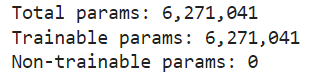 Total params: 6,271,041
Trainable params: 6,271,041
Non-trainable params: 0